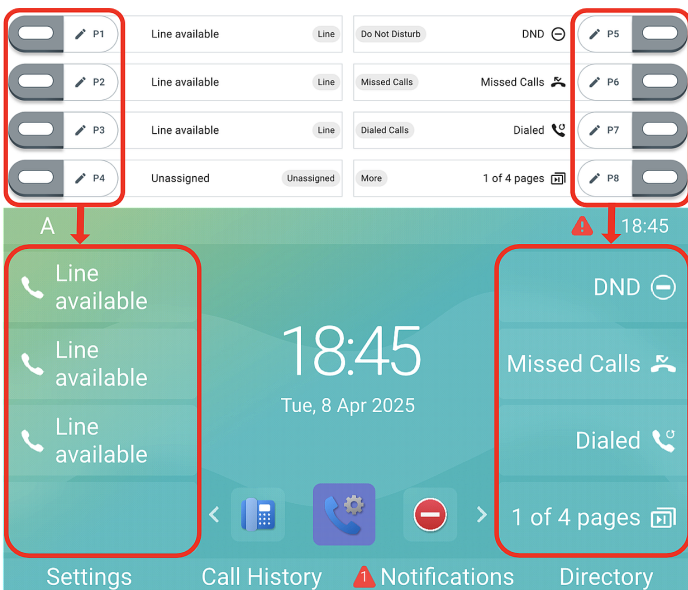 P1 Line available Line Do Not Disturb DND P5
P2 Line available Line Missed Calls Missed Calls P6
P3 Line available Line Dialed Calls Dialed P7
P4 Unassigned Unassigned More 1 of 4 pages P8
A 18:45
Line
available
DND
Line
available
Missed Calls
Line
available
Dialed
1 of 4 pages
18:45
Tue, 8 Apr 2025
Settings Call History 1 Notifications Directory